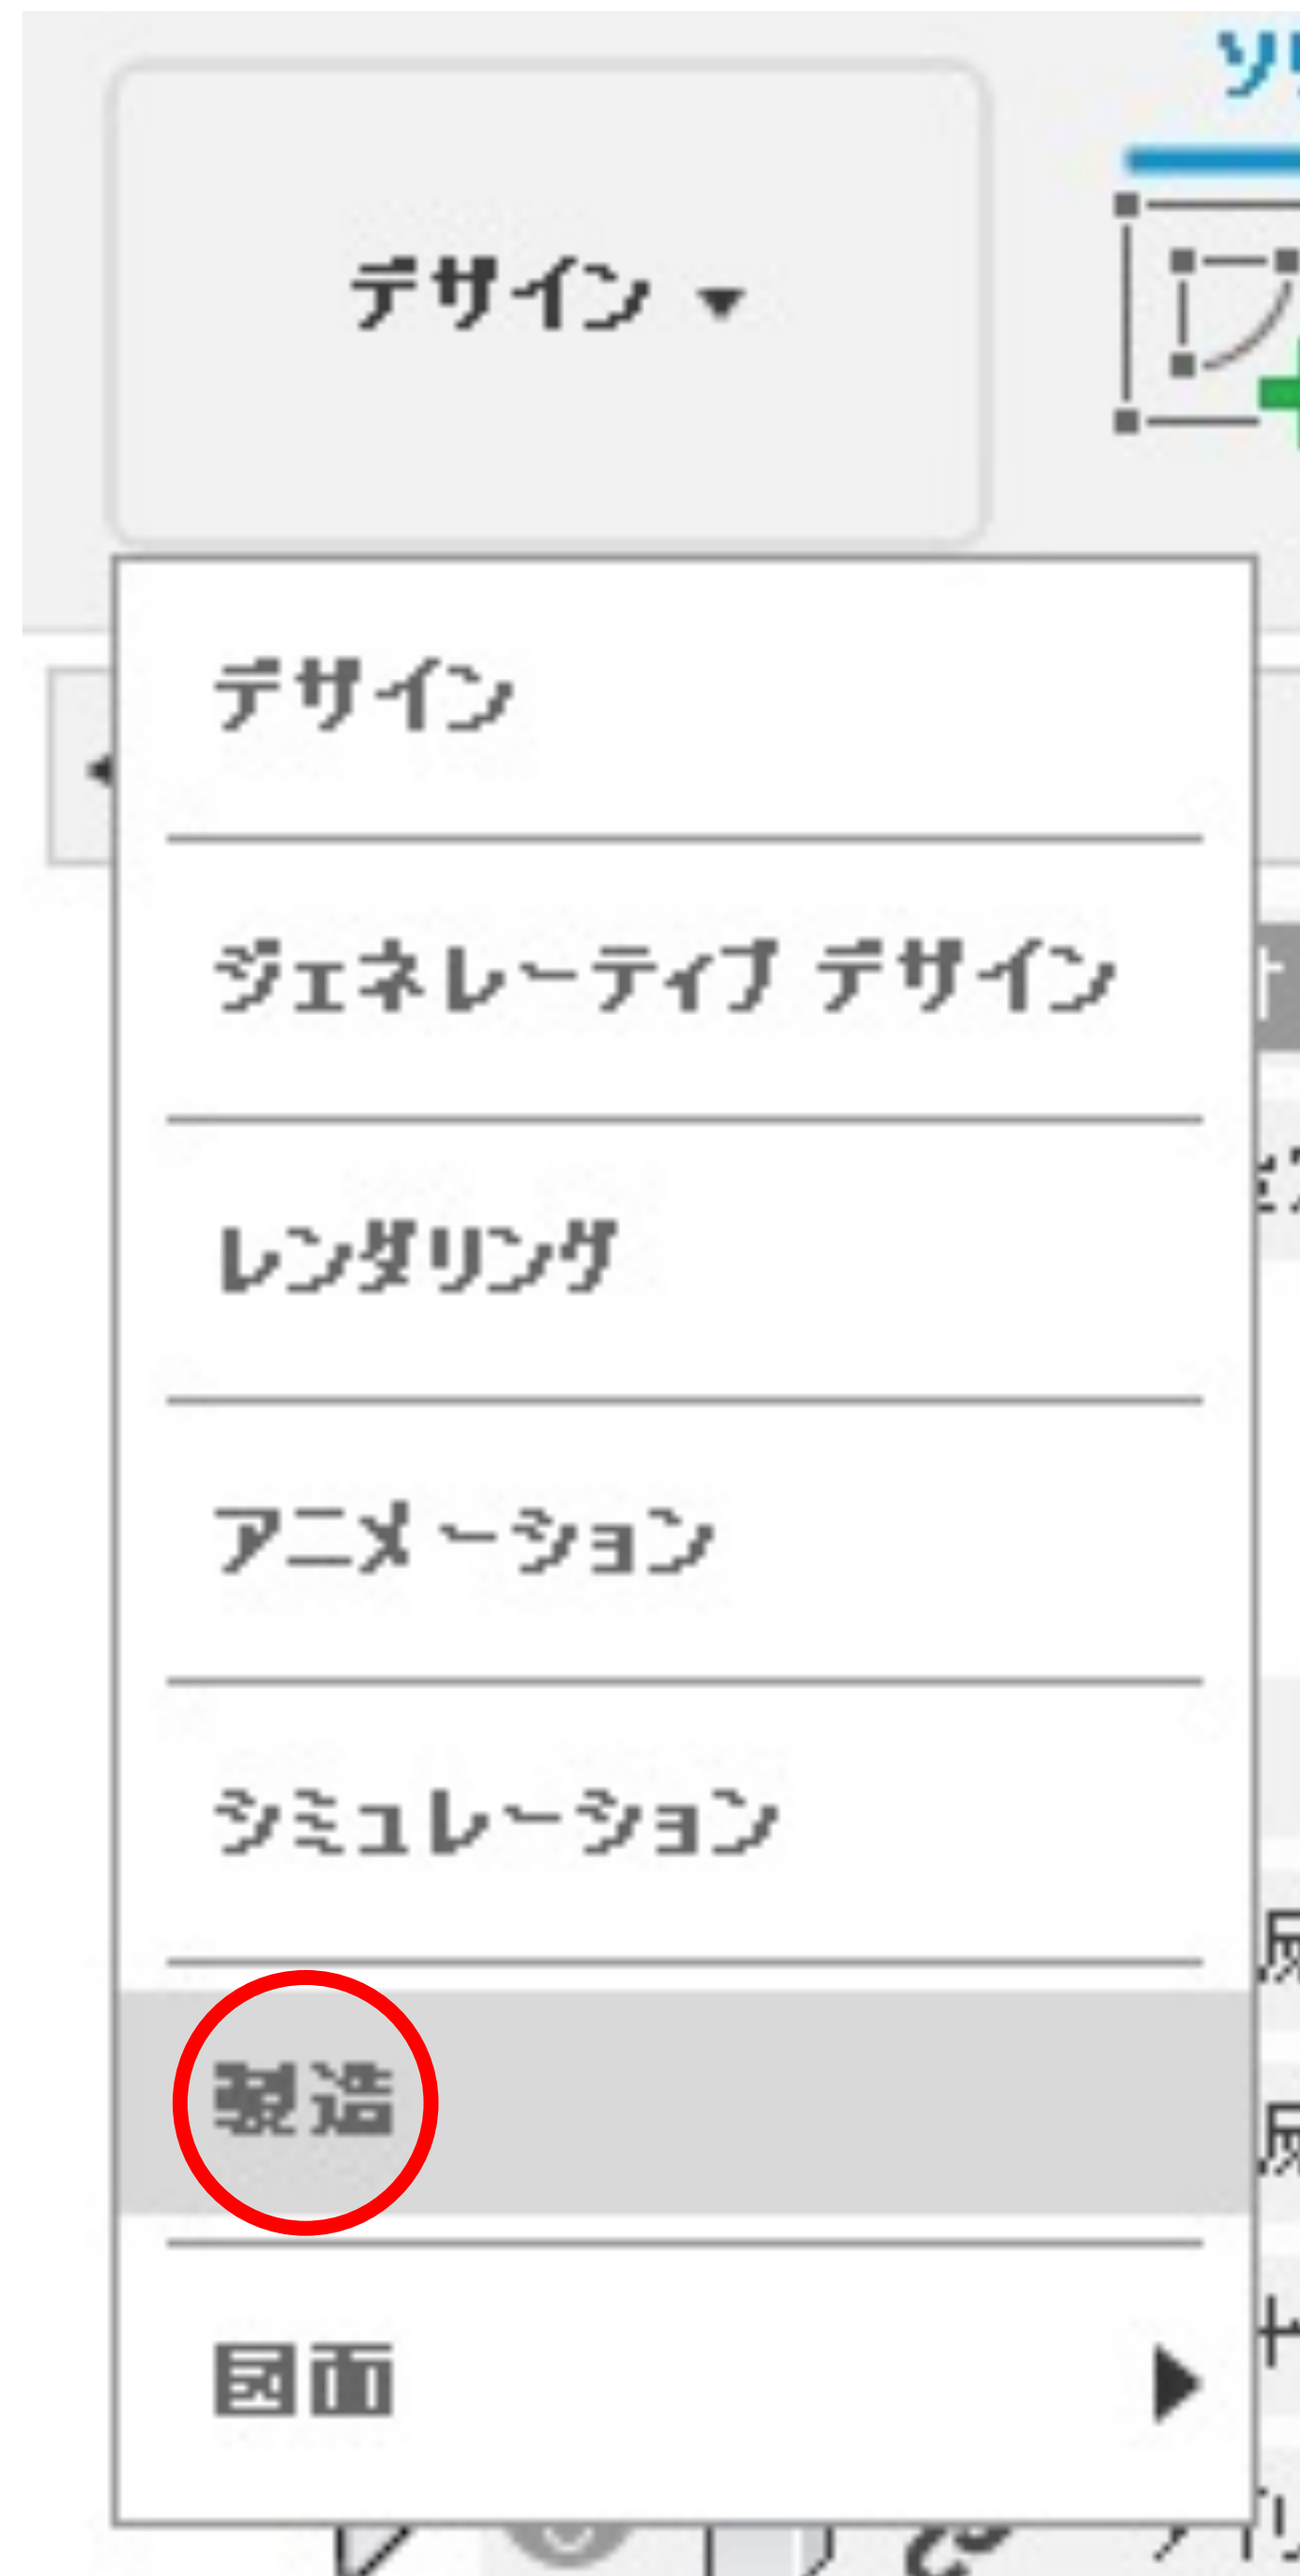 デザイン
デザイン
ジェネレーティブ デザイン
レンダリング
アニメーション
シミュレーション
製造
図面